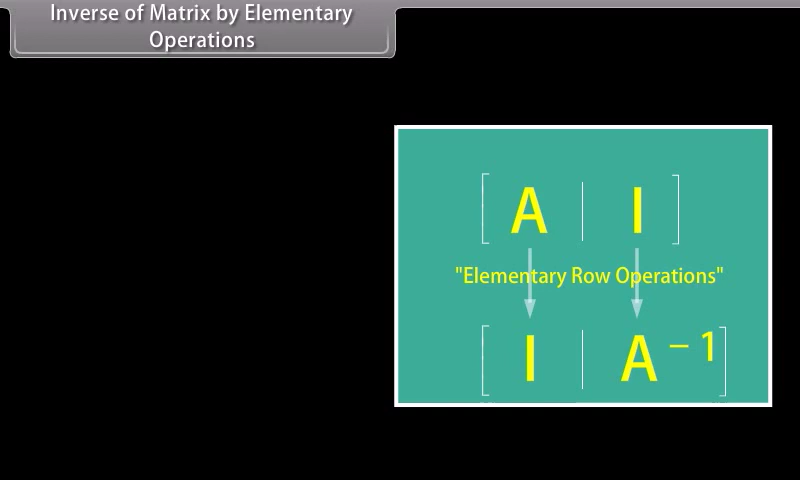 Inverse of Matrix by Elementary
Operations
[ A | I ]
"Elementary Row Operations"
[ I | A⁻¹ ]